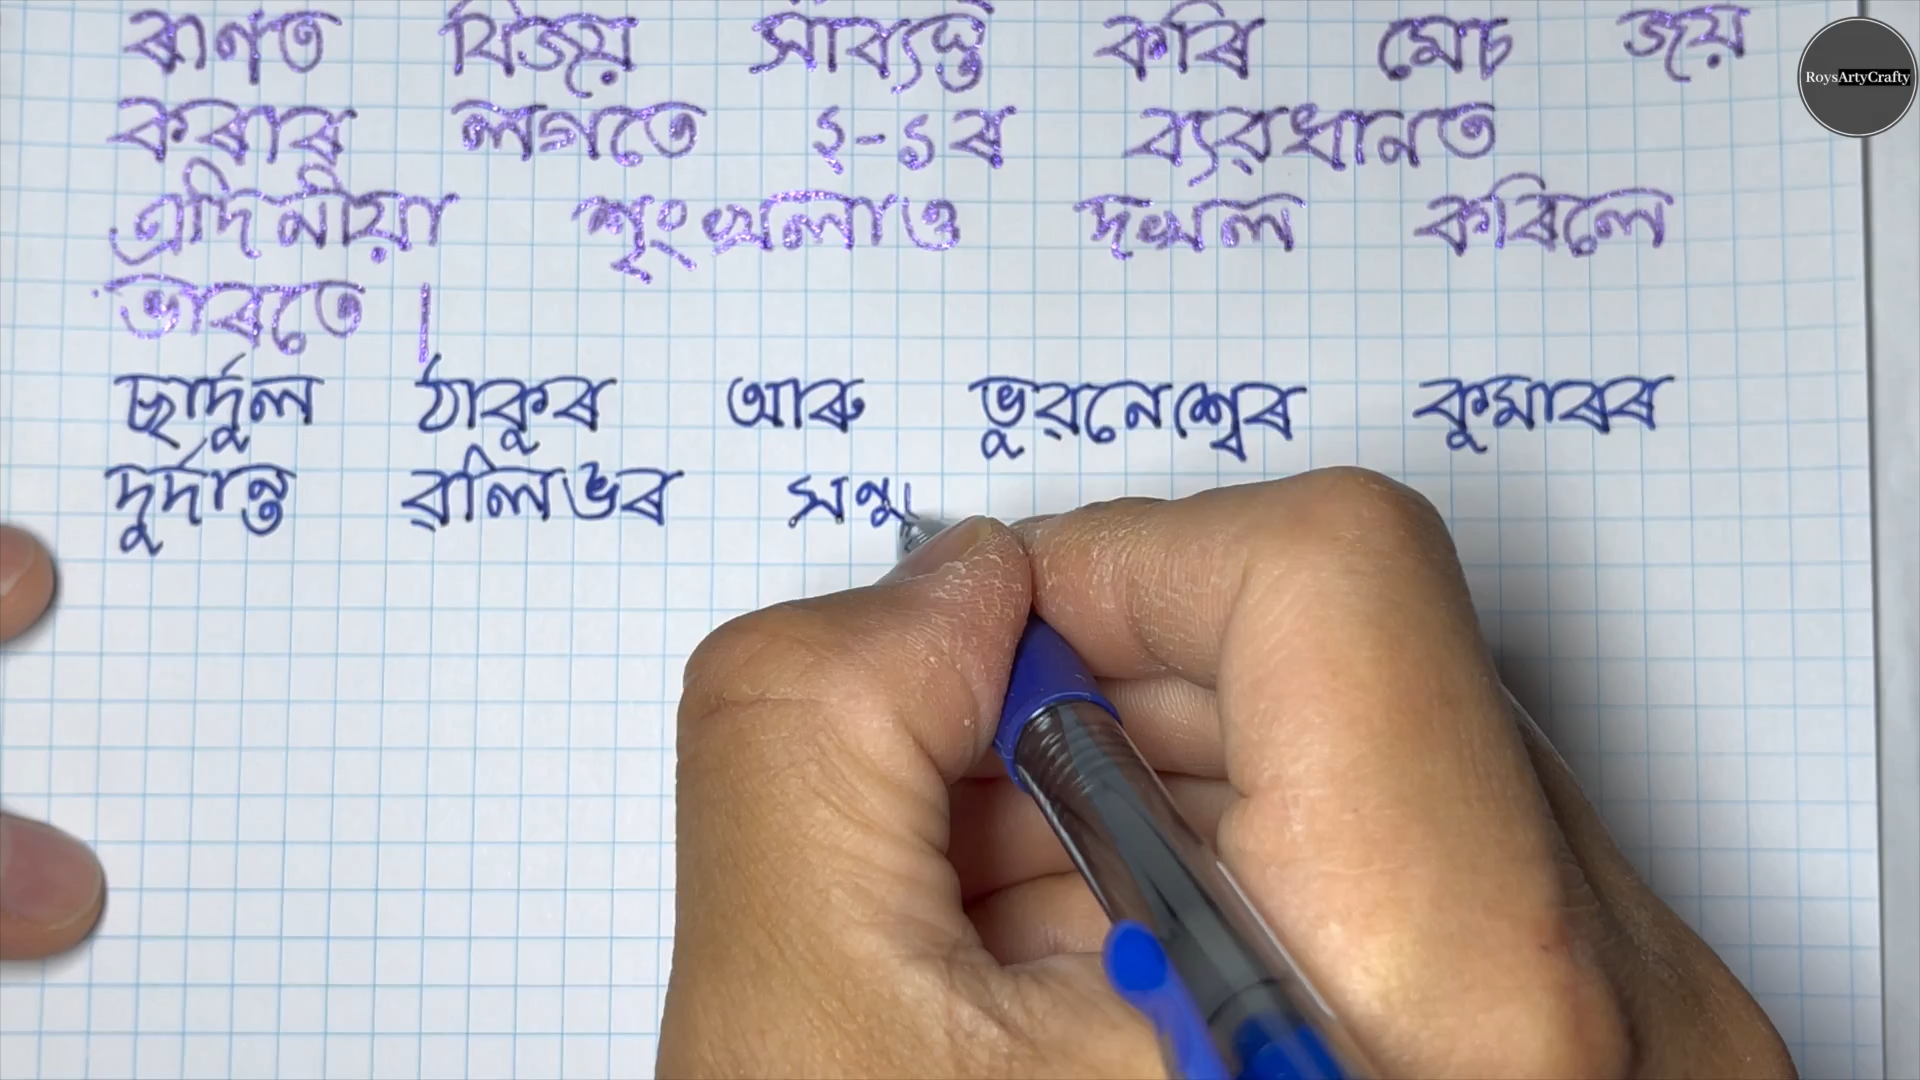 ৰাণত বিজয় সাব্যস্ত কৰি মেচ জয়
কৰাৰ লগতে ২-১ৰ ব্যৱধানত
এদিনীয়া শৃংখলাও দখল কৰিলে
ভাৰতে।
ছাৰ্দুল ঠাকুৰ আৰু ভুৱনেশ্বৰ কুমাৰৰ
দুৰ্দান্ত ৱলিঙৰ
RoysArtyCrafty